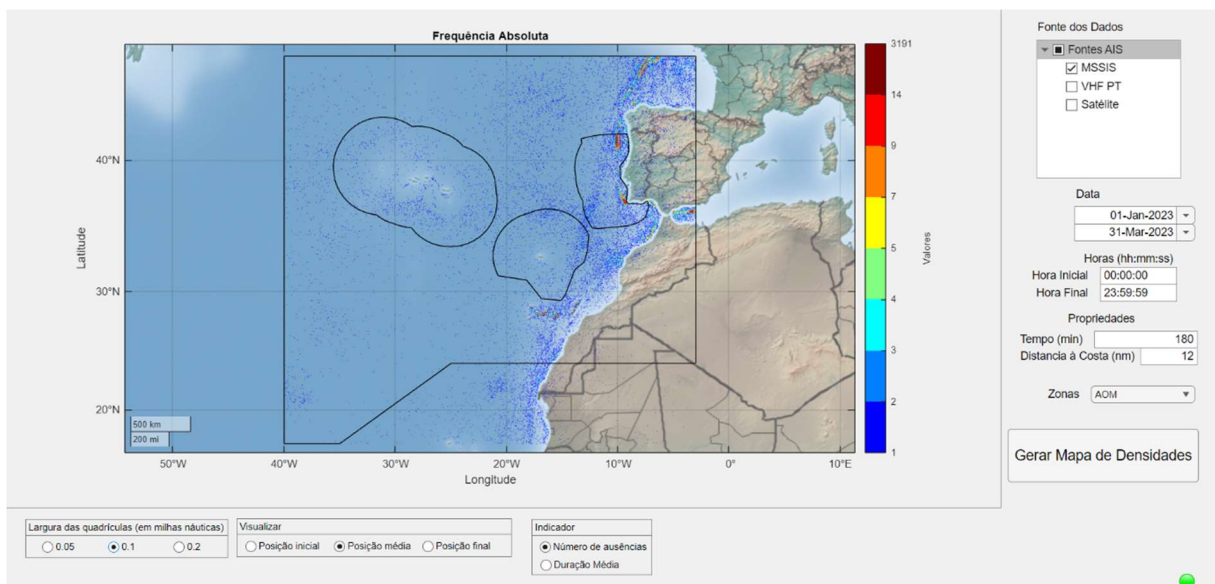 Frequência Absoluta
40°N
30°N
20°N
Latitude
500 km
200 mi
50°W
40°W
30°W
20°W
10°W
0°
10°E
Longitude
3191
14
9
7
5
4
3
2
1
Valores
Fonte dos Dados
Fontes AIS
MSSIS
VHF PT
Satélite
Data
01-Jan-2023
31-Mar-2023
Horas (hh:mm:ss)
Hora Inicial 00:00:00
Hora Final 23:59:59
Propriedades
Tempo (min) 180
Distancia à Costa (nm) 12
Zonas AOM
Gerar Mapa de Densidades
Largura das quadrículas (em milhas náuticas)
0.05 0.1 0.2
Visualizar
Posição inicial Posição média Posição final
Indicador
Número de ausências
Duração Média